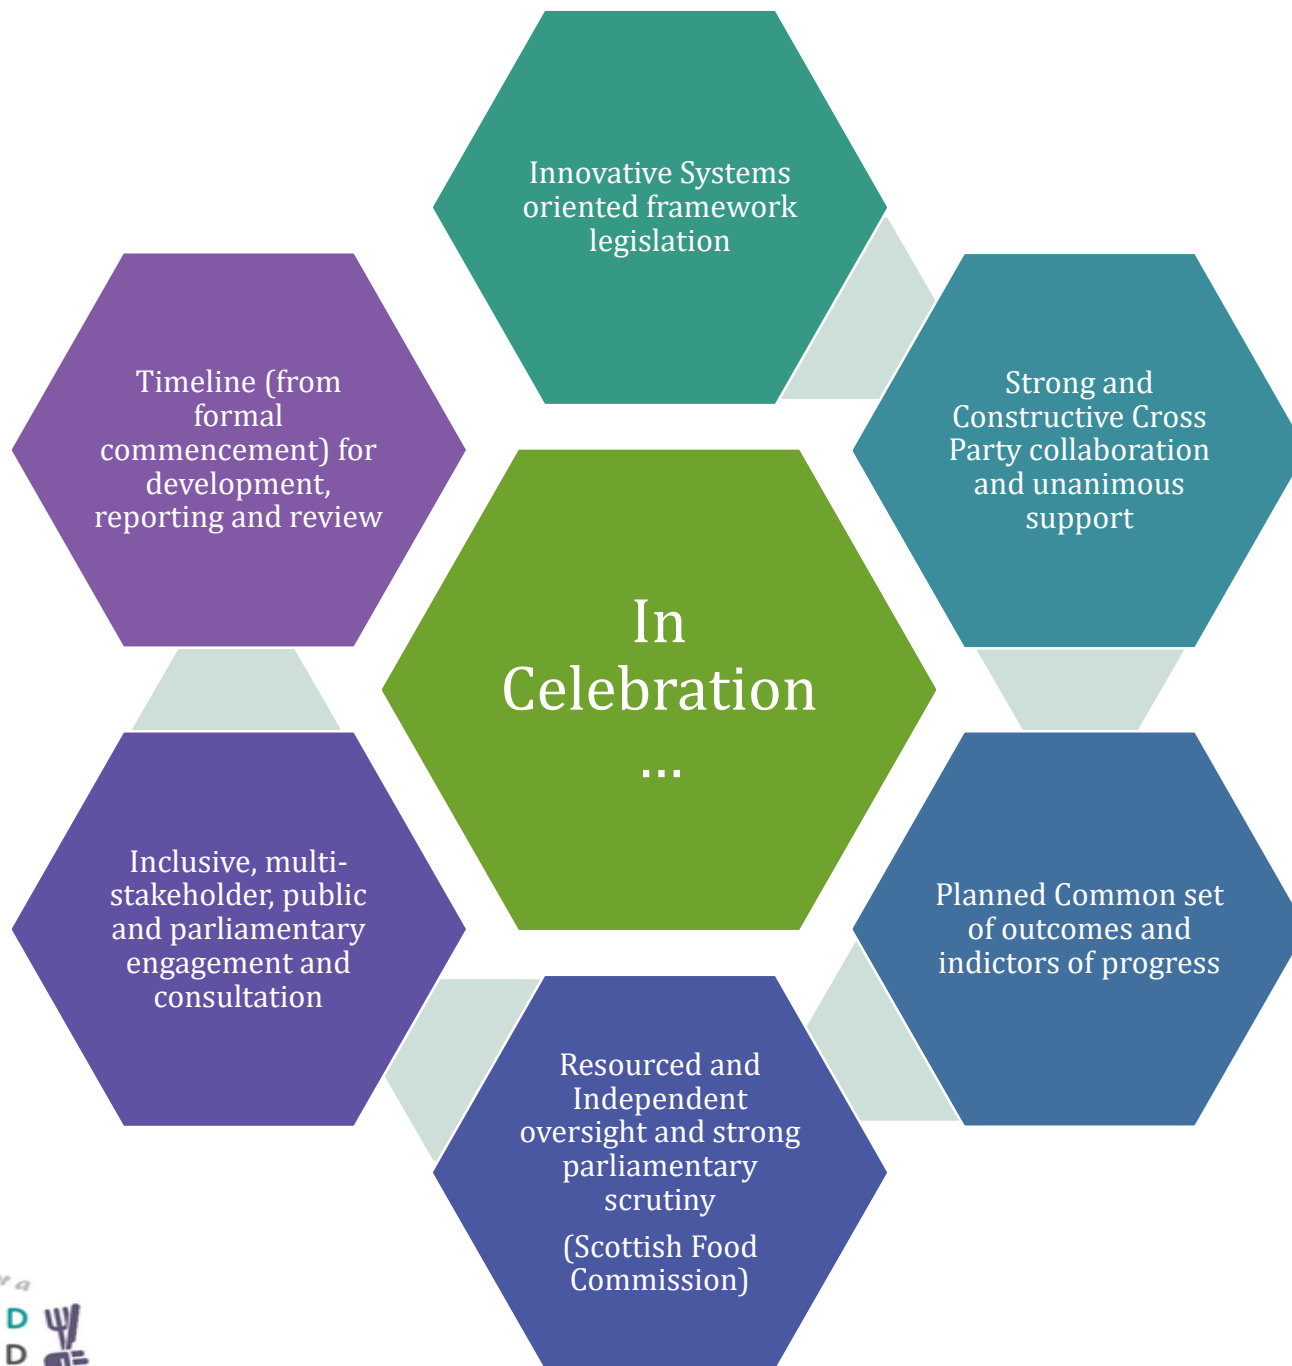 Innovative Systems
oriented framework
legislation
Strong and
Constructive Cross
Party collaboration
and unanimous
support
Planned Common set
of outcomes and
indictors of progress
Resourced and
Independent
oversight and strong
parliamentary
scrutiny
(Scottish Food
Commission)
Inclusive, multi-
stakeholder, public
and parliamentary
engagement and
consultation
Timeline (from
formal
commencement) for
development,
reporting and review
In
Celebration
...
D
D